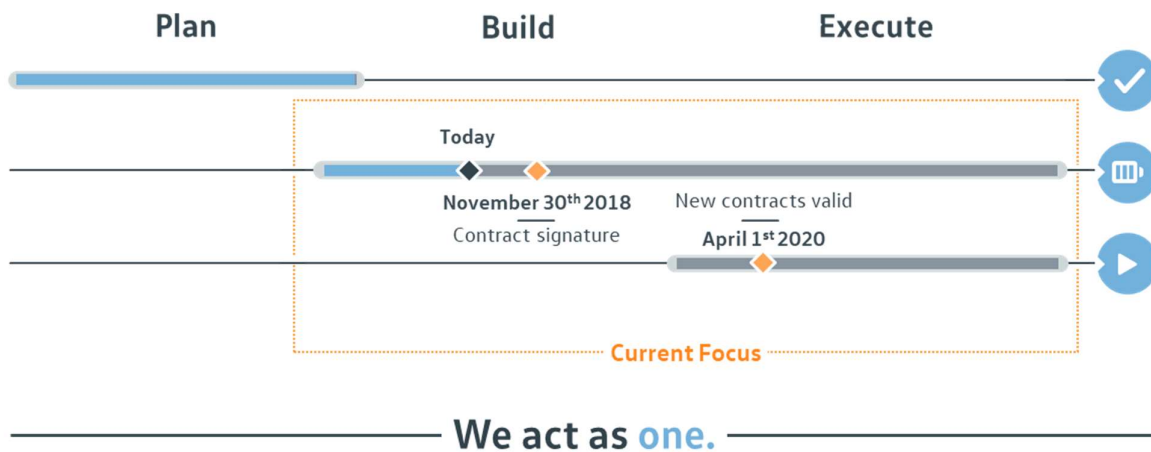 Plan Build Execute
Today
November 30th 2018 New contracts valid
Contract signature April 1st 2020
Current Focus
We act as one.